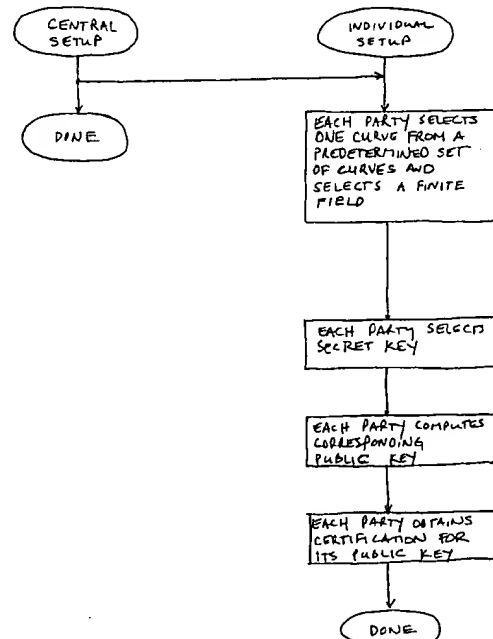 CENTRAL
SETUP
INDIVIDUAL
SETUP
DONE
EACH PARTY SELECTS
ONE CURVE FROM A
PREDETERMINED SET
OF CURVES AND
SELECTS A FINITE
FIELD
EACH PARTY SELECTS
SECRET KEY
EACH PARTY COMPUTES
CORRESPONDING
PUBLIC KEY
EACH PARTY OBTAINS
CERTIFICATION FOR
ITS PUBLIC KEY
DONE